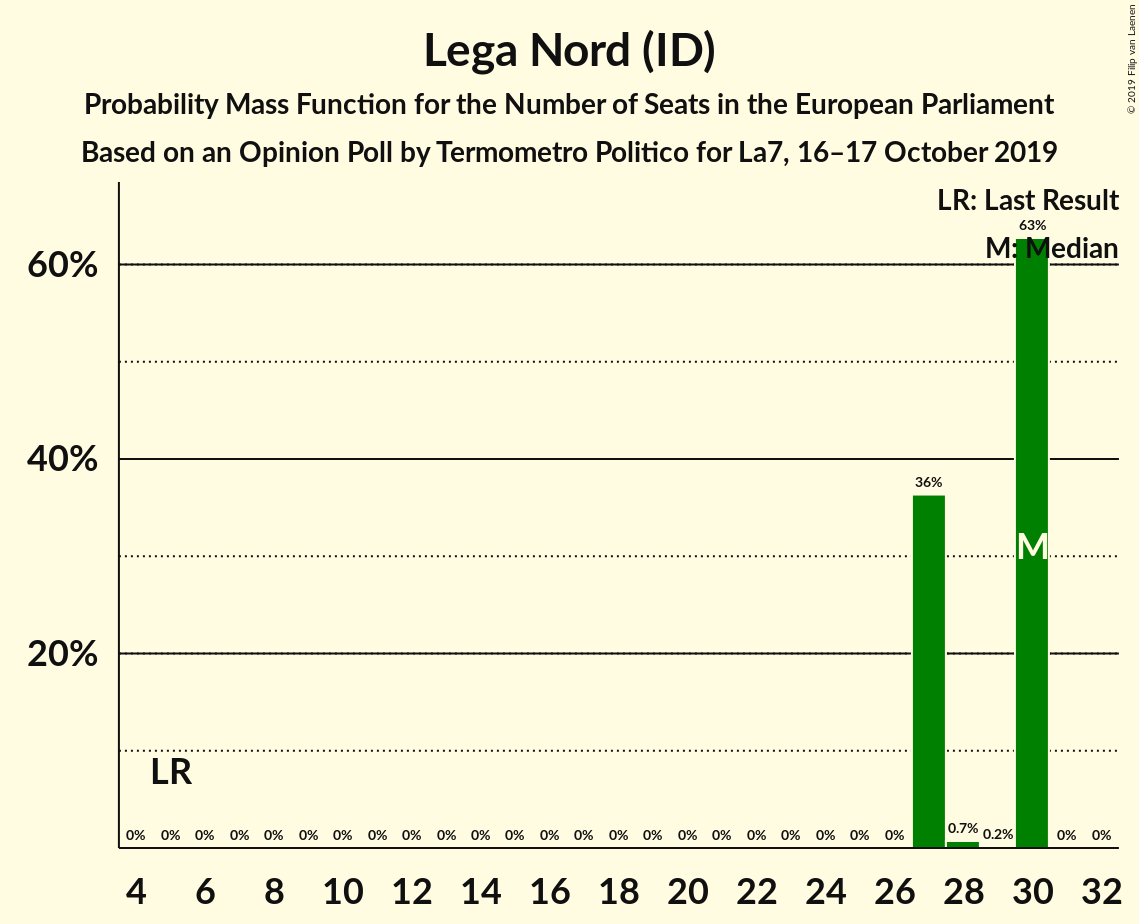 Lega Nord (ID)
Probability Mass Function for the Number of Seats in the European Parliament
Based on an Opinion Poll by Termometro Politico for La7, 16–17 October 2019
© 2019 Filip van Laenen
LR: Last Result
M: Median
63%
60%
40%
36%
M
20%
LR
0% 0% 0% 0% 0% 0% 0% 0% 0% 0% 0% 0% 0% 0% 0% 0% 0% 0% 0% 0% 0% 0% 0% 0.7% 0.2% 0% 0%
4 6 8 10 12 14 16 18 20 22 24 26 28 30 32